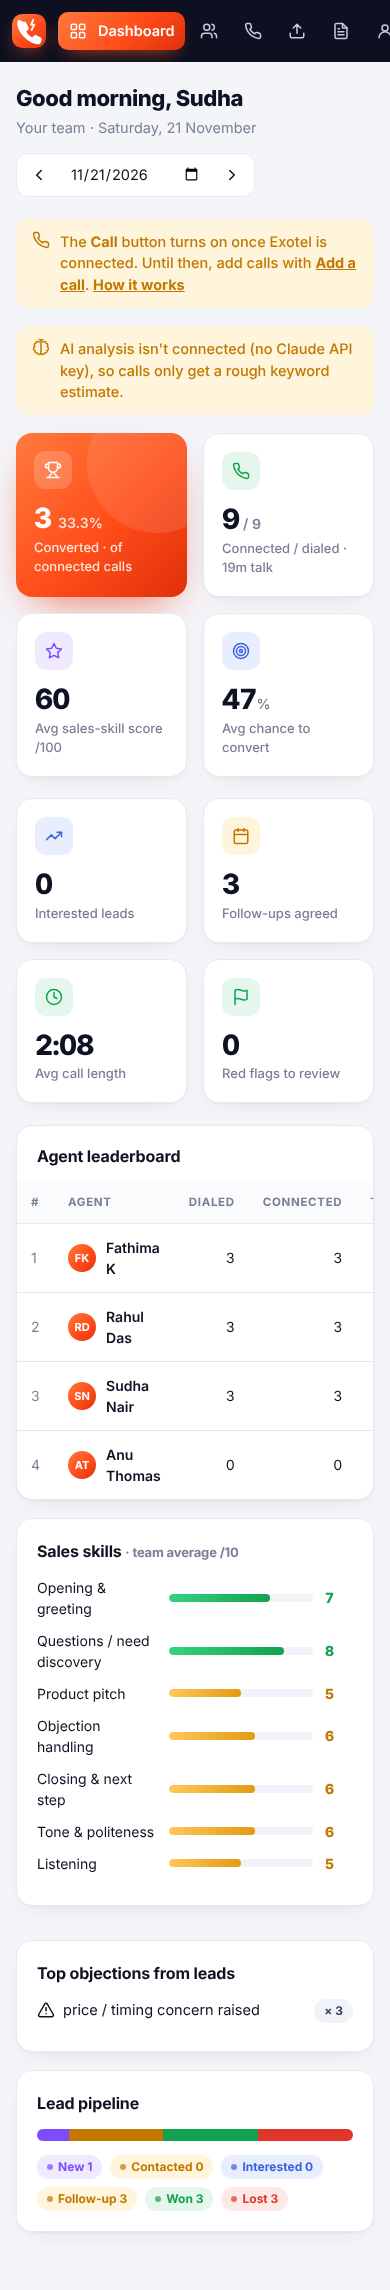 Dashboard
Good morning, Sudha
Your team · Saturday, 21 November
11/21/2026
The Call button turns on once Exotel is
connected. Until then, add calls with Add a
call. How it works
AI analysis isn't connected (no Claude API
key), so calls only get a rough keyword
estimate.
3 33.3%
Converted · of
connected calls
9 / 9
Connected / dialed ·
19m talk
60
Avg sales-skill score
/100
47%
Avg chance to
convert
0
Interested leads
3
Follow-ups agreed
2:08
Avg call length
0
Red flags to review
Agent leaderboard
# AGENT DIALED CONNECTED
1 FK Fathima K 3 3
2 RD Rahul Das 3 3
3 SN Sudha Nair 3 3
4 AT Anu Thomas 0 0
Sales skills · team average /10
Opening &
greeting 7
Questions / need
discovery 8
Product pitch 5
Objection
handling 6
Closing & next
step 6
Tone & politeness 6
Listening 5
Top objections from leads
price / timing concern raised × 3
Lead pipeline
New 1 Contacted 0 Interested 0
Follow-up 3 Won 3 Lost 3